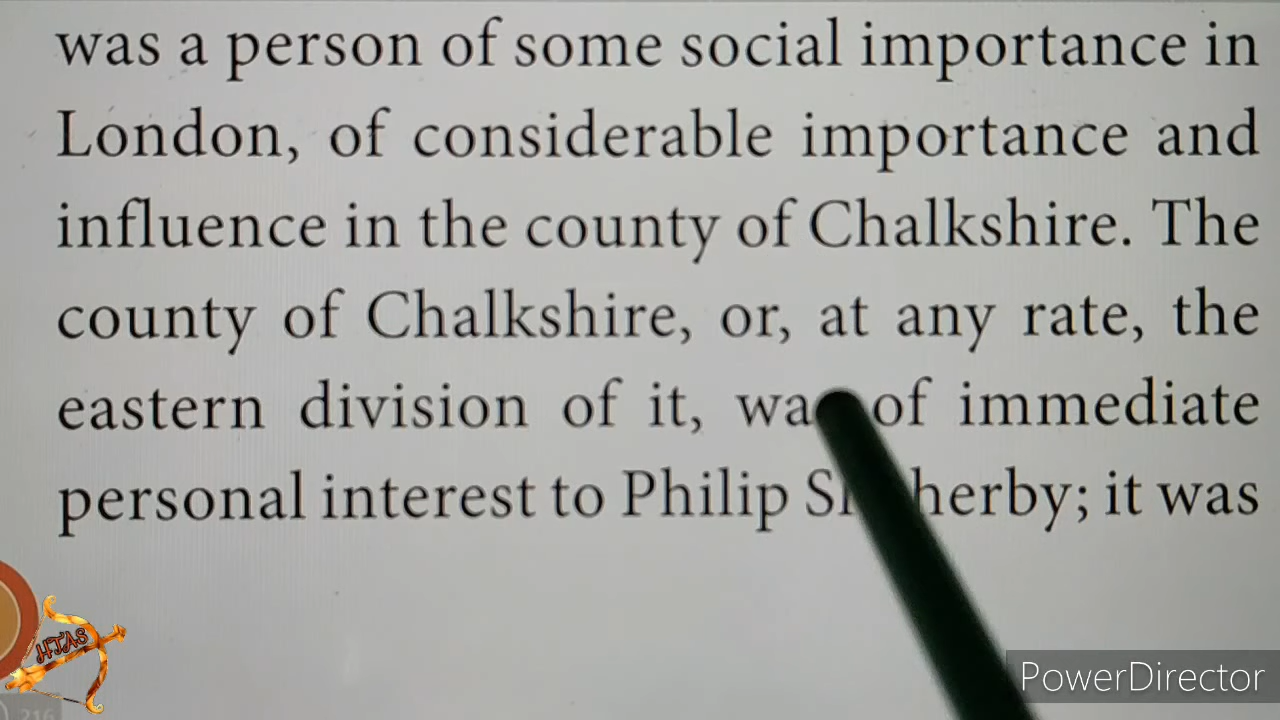 was a person of some social importance in
London, of considerable importance and
influence in the county of Chalkshire. The
county of Chalkshire, or, at any rate, the
eastern division of it, of immediate
personal interest to Philip it was
HTAS
PowerDirector
216